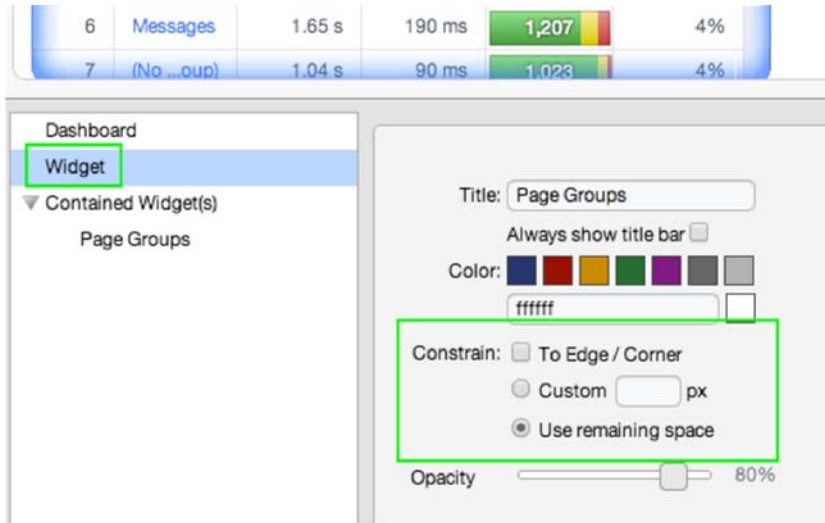 6 Messages 1.65 s 190 ms 1,207 4%
7 (No ...oup) 1.04 s 90 ms 1,023 4%
Dashboard
Widget
Contained Widget(s)
Page Groups
Title: Page Groups
Always show title bar
Color:
ffffff
Constrain: To Edge / Corner
Custom px
Use remaining space
Opacity 80%